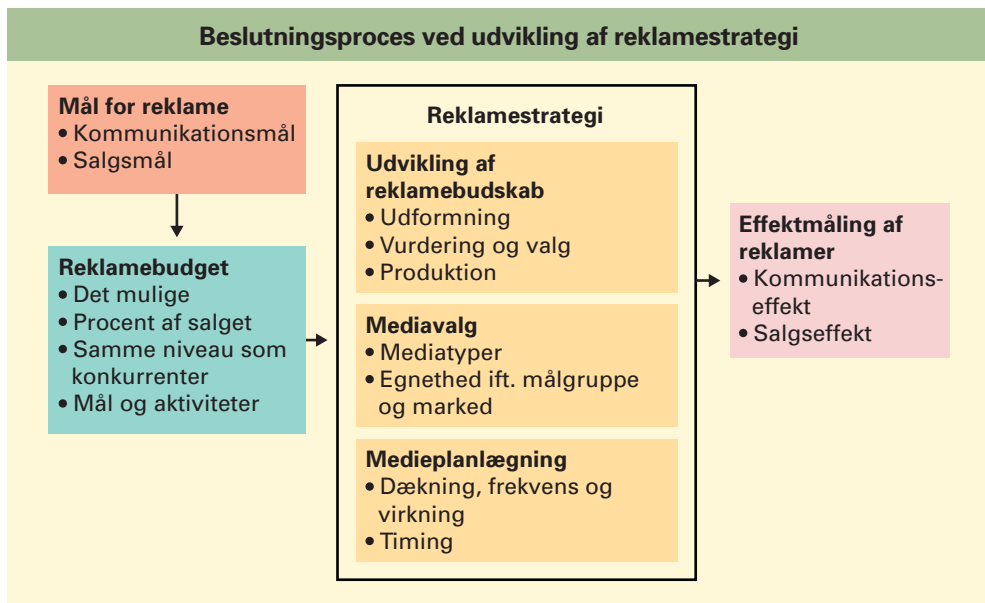 Beslutningsproces ved udvikling af reklamestrategi
Mål for reklame
• Kommunikationsmål
• Salgsmål
Reklamebudget
• Det mulige
• Procent af salget
• Samme niveau som
konkurrenter
• Mål og aktiviteter
Reklamestrategi
Udvikling af
reklamebudskab
• Udformning
• Vurdering og valg
• Produktion
Mediavalg
• Mediatyper
• Egnethed ift. målgruppe
og marked
Medieplanlægning
• Dækning, frekvens og
virkning
• Timing
Effektmåling af
reklamer
• Kommunikations-
effekt
• Salgseffekt